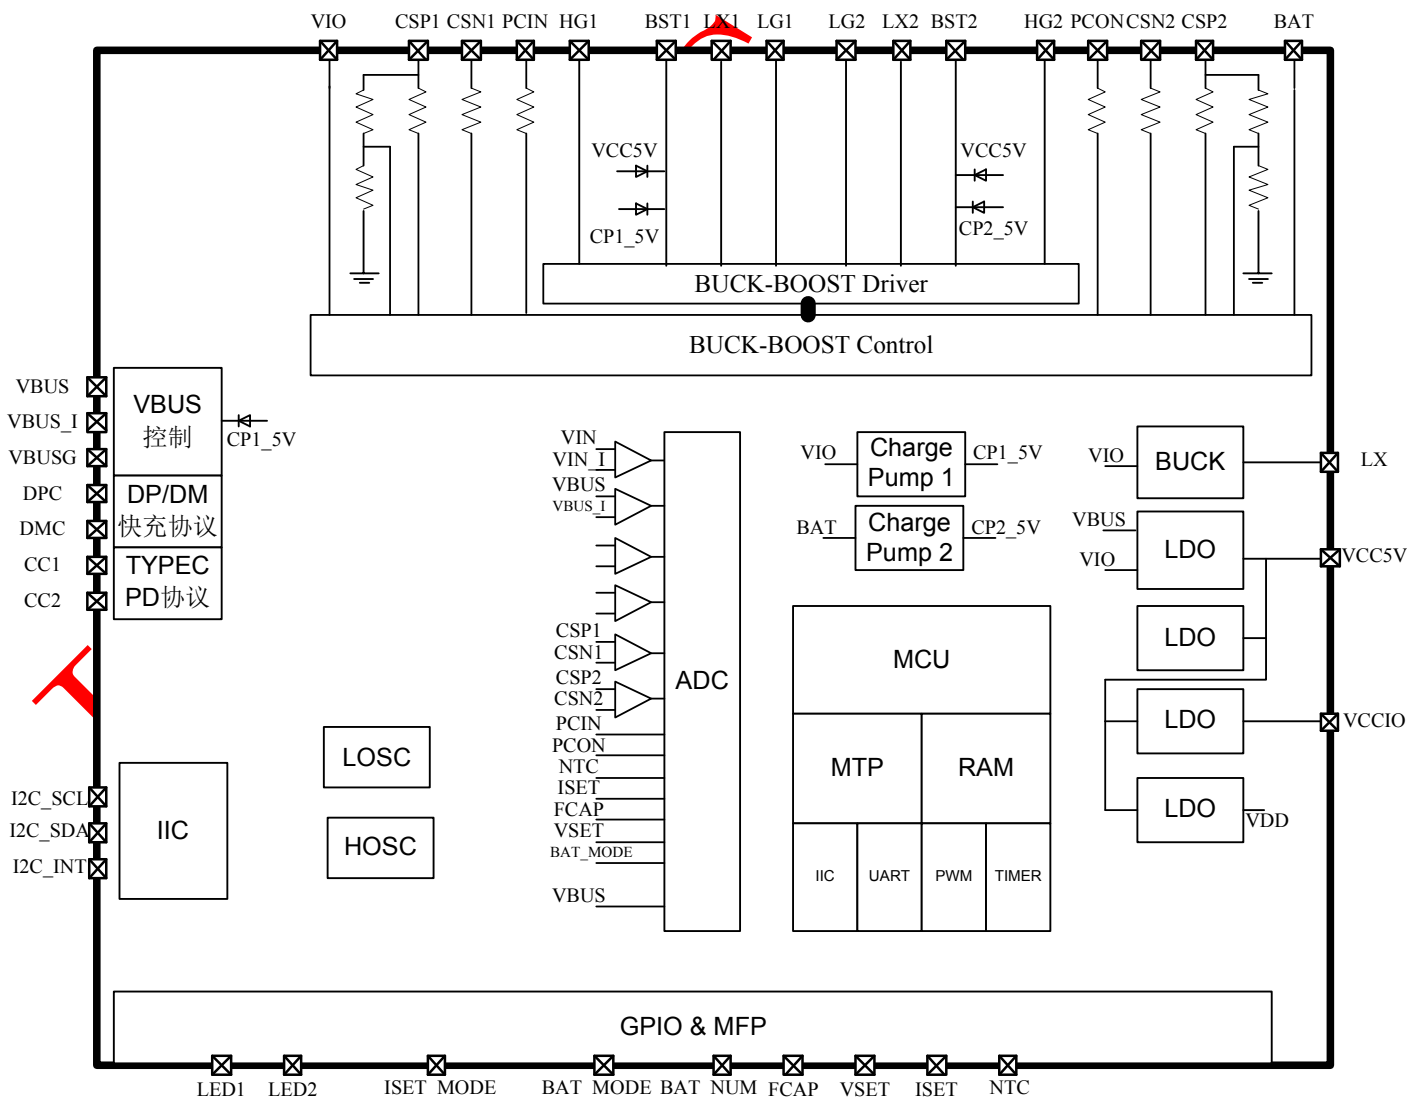 VIO CSP1 CSN1 PCIN HG1 BST1 LX1 LG1 LG2 LX2 BST2 HG2 PCON CSN2 CSP2 BAT
VCC5V
CP1_5V
VCC5V
CP2_5V
BUCK-BOOST Driver
BUCK-BOOST Control
VBUS
VBUS_I
VBUSG
DPC
DMC
CC1
CC2
VBUS
控制
CP1_5V
DP/DM
快充协议
TYPEC
PD协议
VIN
VIN_I
VBUS
VBUS_I
CSP1
CSN1
CSP2
CSN2
PCIN
PCON
NTC
ISET
FCAP
VSET
BAT_MODE
VBUS
ADC
VIO
Charge
Pump 1
CP1_5V
BAT
Charge
Pump 2
CP2_5V
VIO
BUCK
LX
VBUS
VIO
LDO
VCC5V
LDO
LDO
VCCIO
LDO
VDD
MCU
MTP
RAM
IIC
UART
PWM
TIMER
LOSC
HOSC
I2C_SCL
I2C_SDA
I2C_INT
IIC
GPIO & MFP
LED1 LED2 ISET MODE BAT MODE BAT NUM FCAP VSET ISET NTC